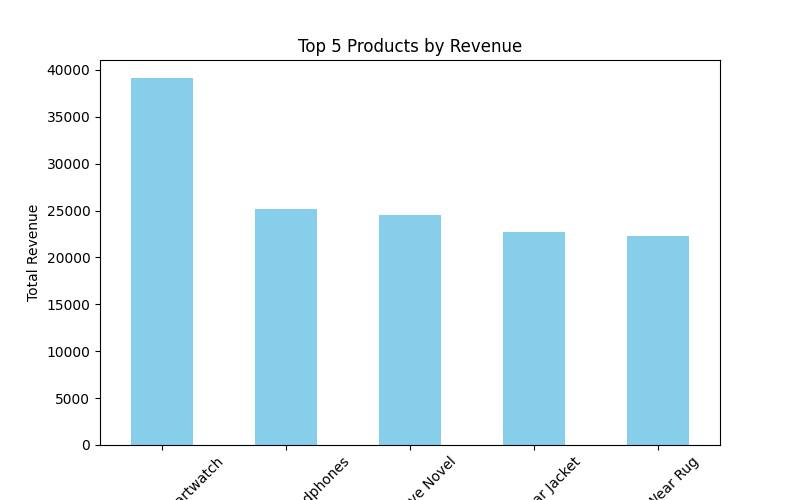 Top 5 Products by Revenue
Total Revenue
40000
35000
30000
25000
20000
15000
10000
5000
0
artwatch
dphones
ve Novel
ar Jacket
Wear Rug